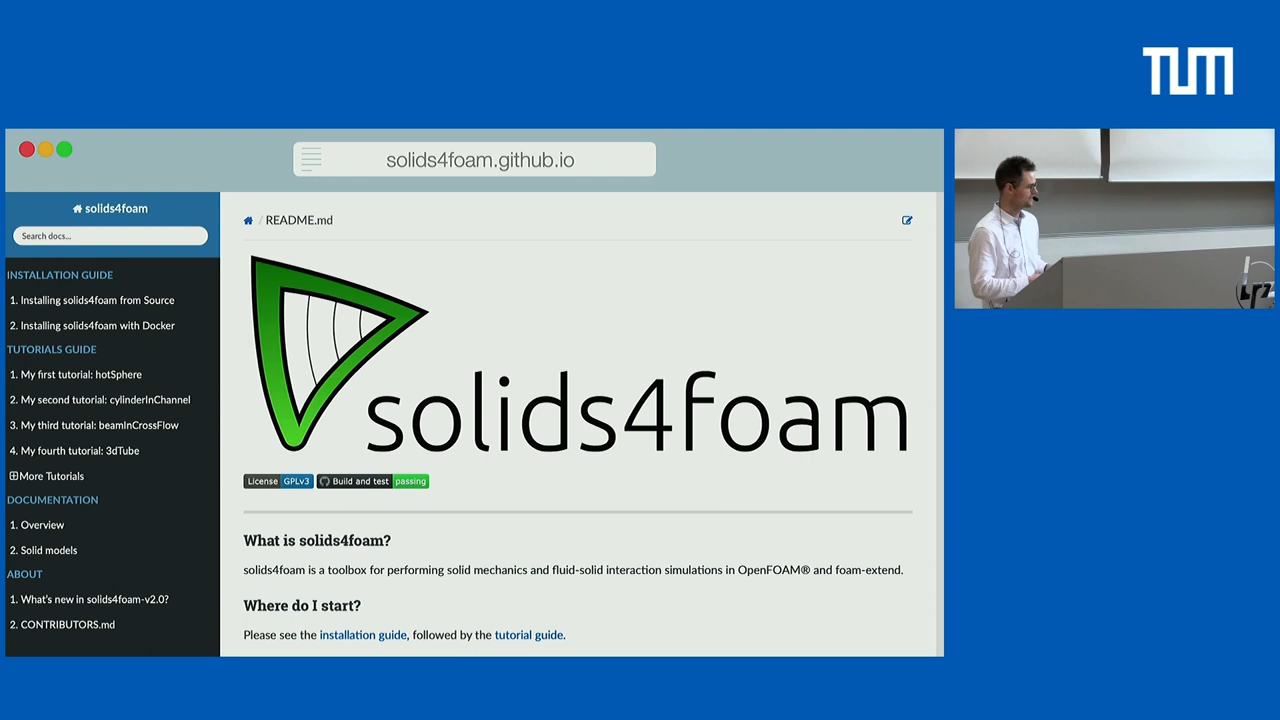 TUM
solids4foam.github.io
solids4foam
Search docs...
INSTALLATION GUIDE
1. Installing solids4foam from Source
2. Installing solids4foam with Docker
TUTORIALS GUIDE
1. My first tutorial: hotSphere
2. My second tutorial: cylinderInChannel
3. My third tutorial: beamInCrossFlow
4. My fourth tutorial: 3dTube
More Tutorials
DOCUMENTATION
1. Overview
2. Solid models
ABOUT
1. What's new in solids4foam-v2.0?
2. CONTRIBUTORS.md
/ README.md
solids4foam
License GPLv3 Build and test passing
What is solids4foam?
solids4foam is a toolbox for performing solid mechanics and fluid-solid interaction simulations in OpenFOAM® and foam-extend.
Where do I start?
Please see the installation guide, followed by the tutorial guide.
lrz